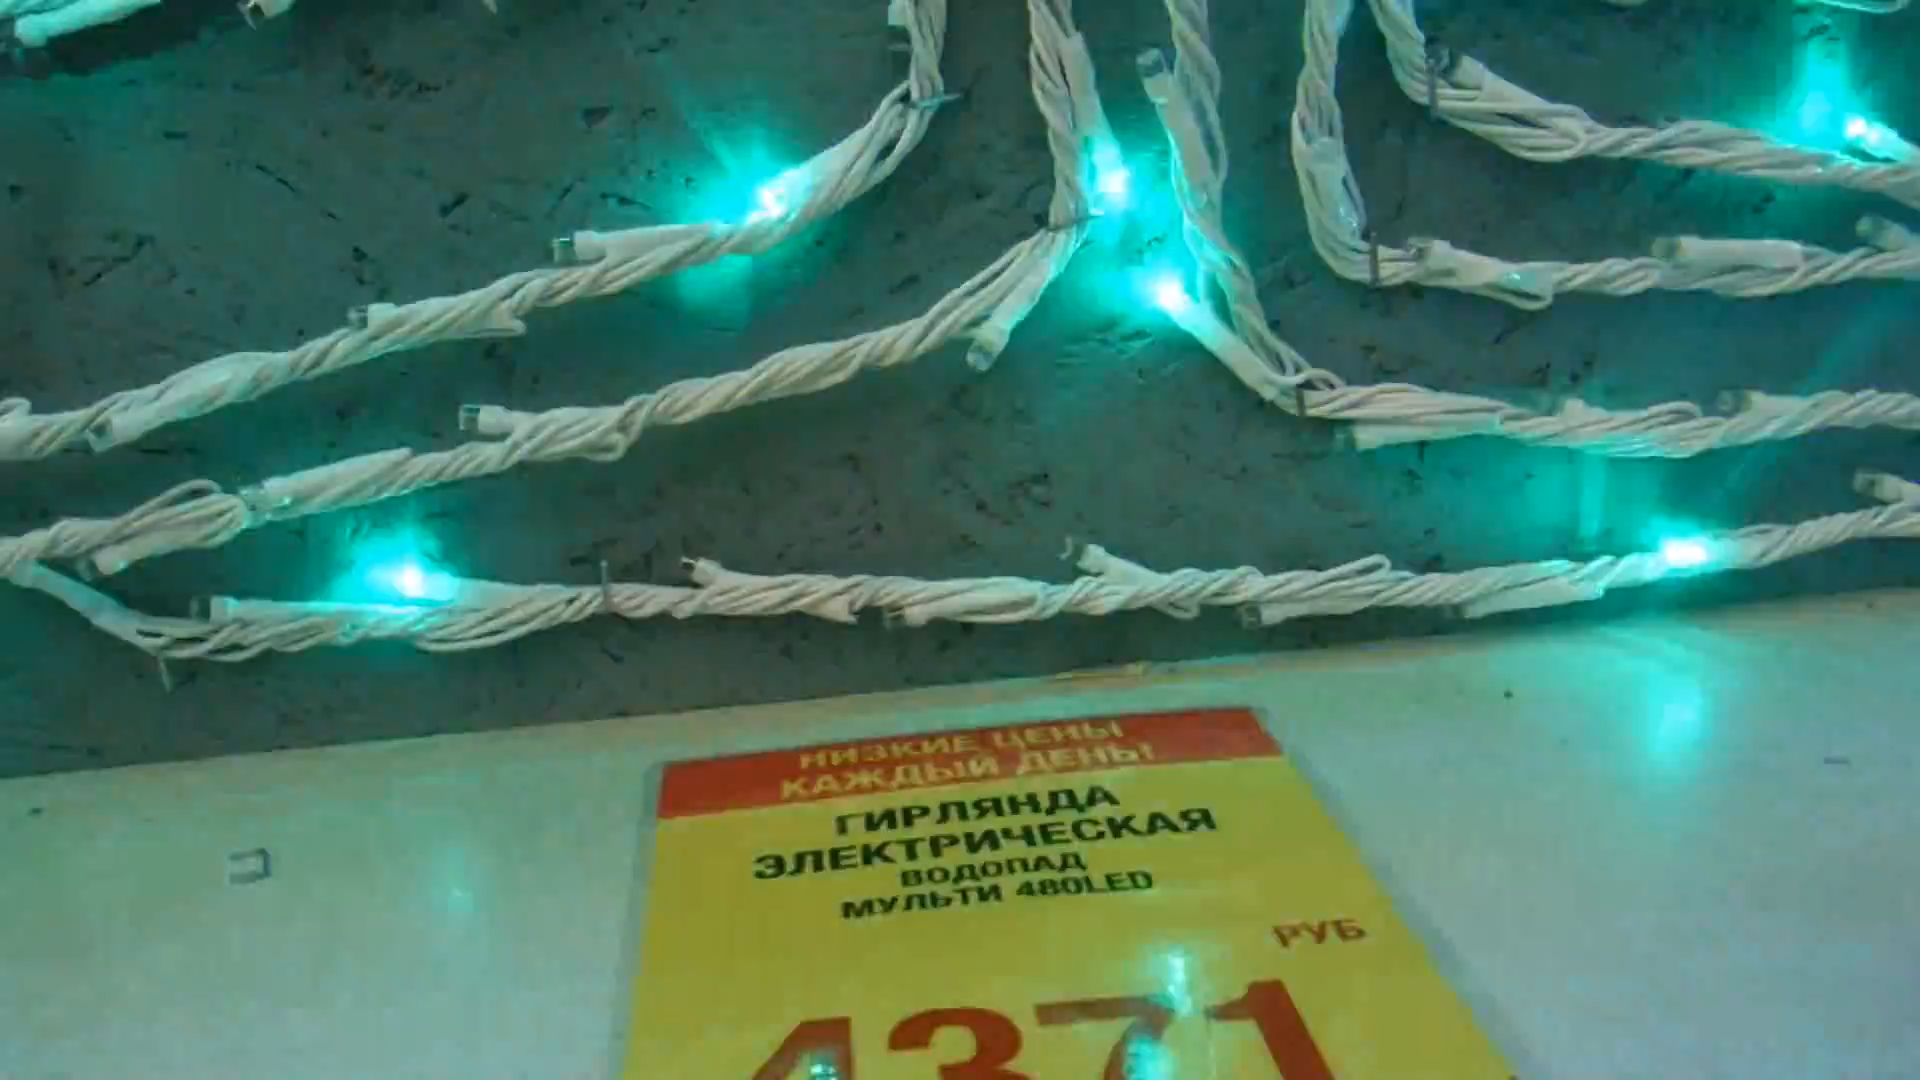 НИЗКИЕ ЦЕНЫ
КАЖДЫЙ ДЕНЬ!
ГИРЛЯНДА
ЭЛЕКТРИЧЕСКАЯ
ВОДОПАД
МУЛЬТИ 480LED
РУБ
4371